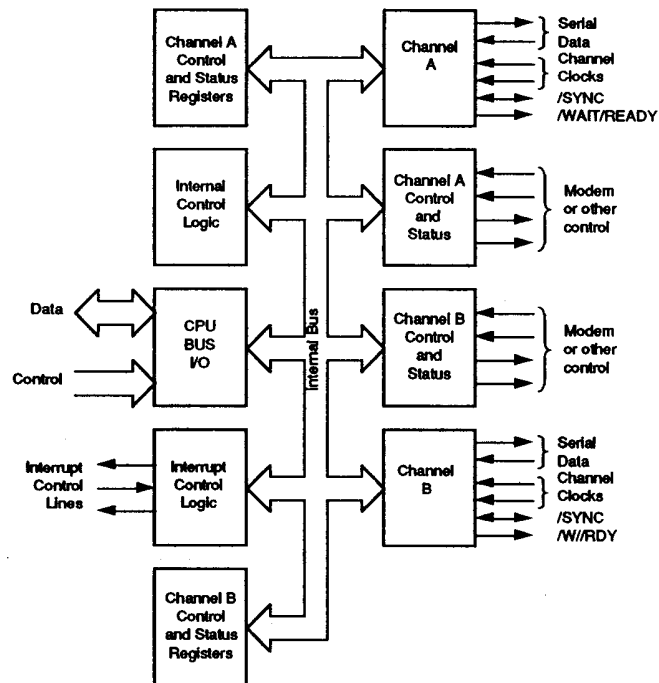 Channel A
Control
and Status
Registers
Channel
A
Serial
Data
Channel
Clocks
/SYNC
/WAIT/READY
Internal
Control
Logic
Channel A
Control
and
Status
Modem
or other
control
Data
Control
CPU
BUS
I/O
Internal Bus
Channel B
Control
and
Status
Modem
or other
control
Interrupt
Control
Lines
Interrupt
Control
Logic
Channel
B
Serial
Data
Channel
Clocks
/SYNC
/W//RDY
Channel B
Control
and Status
Registers